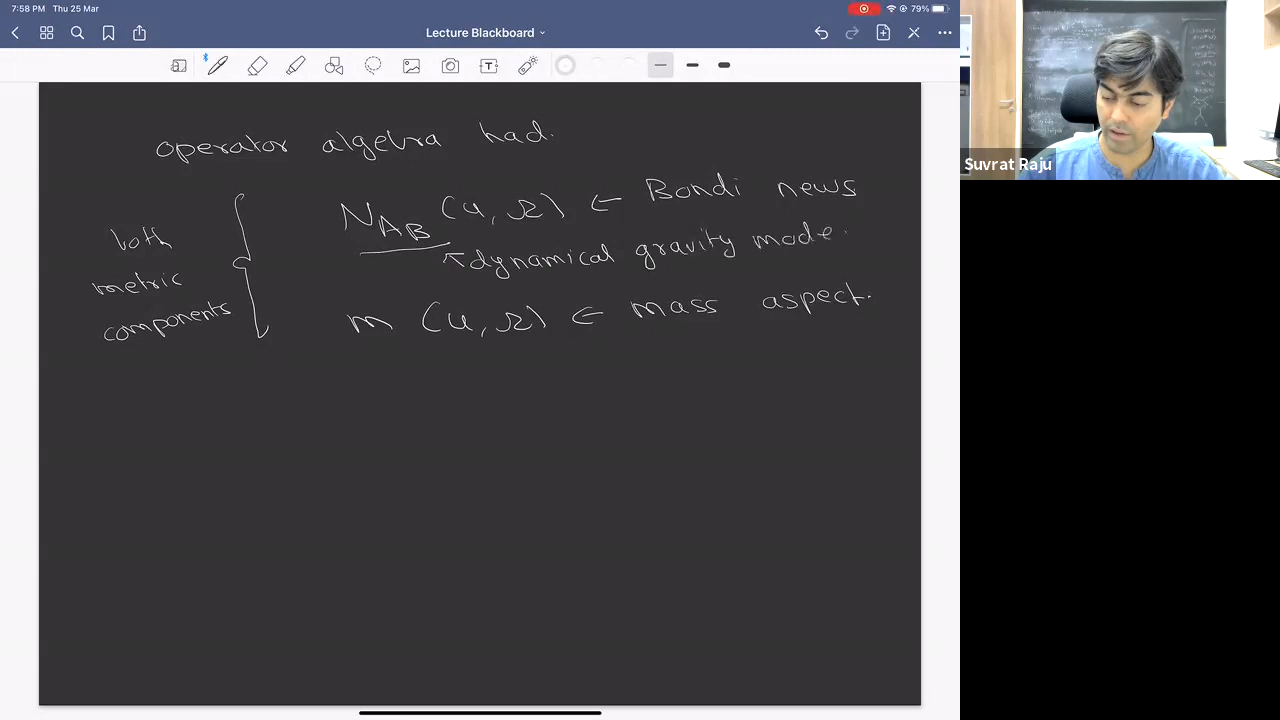 7:58 PM Thu 25 Mar
79%
Lecture Blackboard
Suvrat Raju
operator algebra had.
N_AB (u, Ω) ← Bondi news
↖ dynamical gravity mode.
both metric components
m (u, Ω) ← mass aspect.